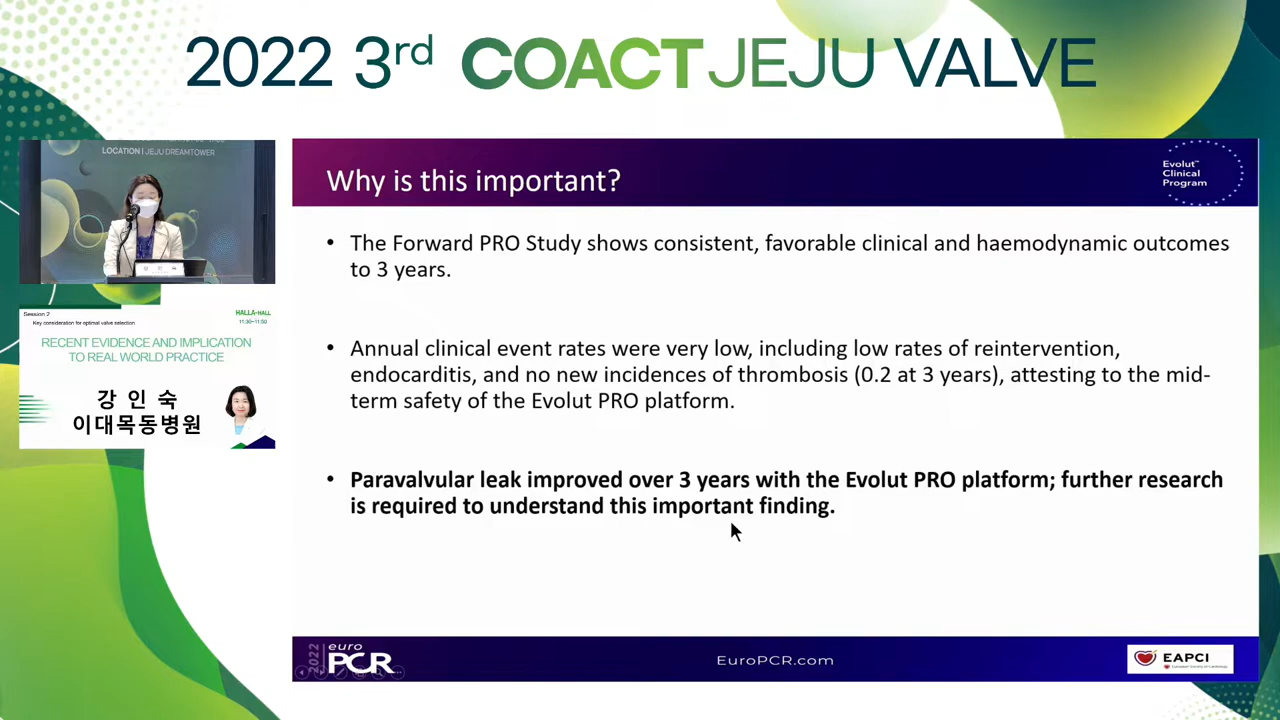 2022 3rd COACT JEJU VALVE
LOCATION | JEJU DREAMTOWER
Session 2
Key consideration for optimal valve selection
HALLA-HALL
11:30~11:50
RECENT EVIDENCE AND IMPLICATION
TO REAL WORLD PRACTICE
강 인 숙
이대목동병원
Why is this important?
Evolut™
Clinical
Program
• The Forward PRO Study shows consistent, favorable clinical and haemodynamic outcomes
to 3 years.
• Annual clinical event rates were very low, including low rates of reintervention,
endocarditis, and no new incidences of thrombosis (0.2 at 3 years), attesting to the mid-
term safety of the Evolut PRO platform.
• Paravalvular leak improved over 3 years with the Evolut PRO platform; further research
is required to understand this important finding.
2022
euro
PCR
EuroPCR.com
EAPCI
European Society of Cardiology